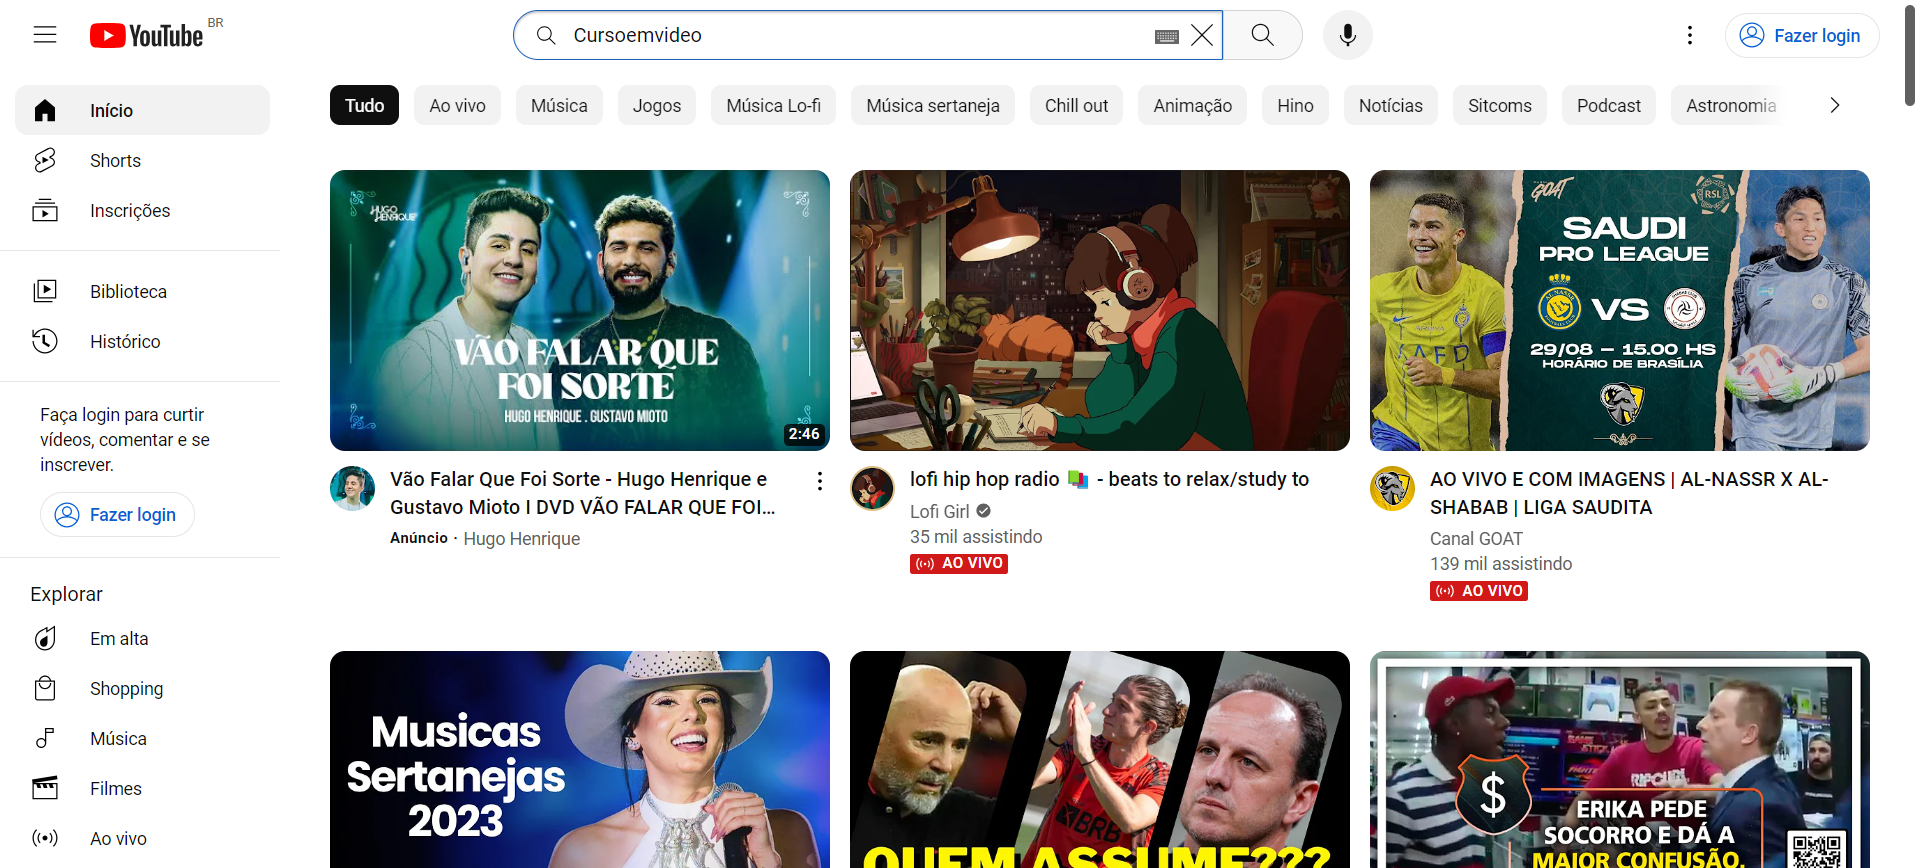 YouTube BR
Cursoemvideo
Fazer login
Início
Shorts
Inscrições
Biblioteca
Histórico
Faça login para curtir
vídeos, comentar e se
inscrever.
Fazer login
Explorar
Em alta
Shopping
Música
Filmes
Ao vivo
Tudo
Ao vivo
Música
Jogos
Música Lo-fi
Música sertaneja
Chill out
Animação
Hino
Notícias
Sitcoms
Podcast
Astronomia
HUGO
HENRIQUE
VÃO FALAR QUE
FOI SORTE
HUGO HENRIQUE . GUSTAVO MIOTO
2:46
Vão Falar Que Foi Sorte - Hugo Henrique e
Gustavo Mioto I DVD VÃO FALAR QUE FOI...
Anúncio · Hugo Henrique
lofi hip hop radio 📚 - beats to relax/study to
Lofi Girl
35 mil assistindo
AO VIVO
GOAT
RSL
SAUDI
PRO LEAGUE
AL-NASSR
VS
29/08 – 15.00 HS
HORÁRIO DE BRASÍLIA
AO VIVO E COM IMAGENS | AL-NASSR X AL-
SHABAB | LIGA SAUDITA
Canal GOAT
139 mil assistindo
AO VIVO
Musicas
Sertanejas
2023
BRB
QUEM ASSUME???
RIPCURL
$
ERIKA PEDE
SOCORRO E DÁ A
MAIOR CONFUSÃO.